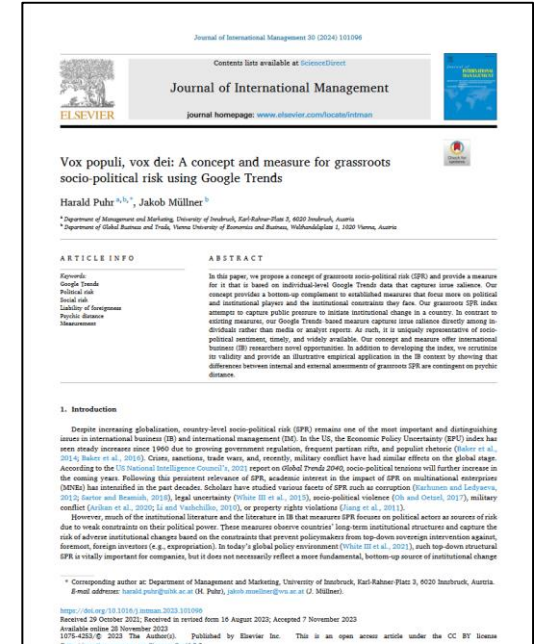 Journal of International Management 30 (2024) 101096
Contents lists available at ScienceDirect
Journal of International Management
journal homepage: www.elsevier.com/locate/intman
ELSEVIER
Vox populi, vox dei: A concept and measure for grassroots
socio-political risk using Google Trends
Harald Puhr a,b,*, Jakob Müllner b
a Department of Management and Marketing, University of Innsbruck, Karl-Rahner-Platz 3, 6020 Innsbruck, Austria
b Department of Global Business and Trade, Vienna University of Economics and Business, Welthandelsplatz 1, 1020 Vienna, Austria
ARTICLE INFO
Keywords:
Google Trends
Political risk
Social risk
Liability of foreignness
Psychic distance
Measurement
ABSTRACT
In this paper, we propose a concept of grassroots socio-political risk (SPR) and provide a measure
for it that is based on individual-level Google Trends data that captures issue salience. Our
concept provides a bottom-up complement to established measures that focus more on political
and institutional players and the institutional constraints they face. Our grassroots SPR index
attempts to capture public pressure to initiate institutional change in a country. In contrast to
existing measures, our Google Trends-based measure captures issue salience directly among in-
dividuals rather than media or analyst reports. As such, it is uniquely representative of socio-
political sentiment, timely, and widely available. Our concept and measure offer international
business (IB) researchers novel opportunities. In addition to developing the index, we scrutinize
its validity and provide an illustrative empirical application in the IB context by showing that
differences between internal and external assessments of grassroots SPR are contingent on psychic
distance.
1. Introduction
Despite increasing globalization, country-level socio-political risk (SPR) remains one of the most important and distinguishing
issues in international business (IB) and international management (IM). In the US, the Economic Policy Uncertainty (EPU) index has
seen steady increases since 1960 due to growing government regulation, frequent partisan rifts, and populist rhetoric (Baker et al.,
2014; Baker et al., 2016). Crises, sanctions, trade wars, and, recently, military conflict have had similar effects on the global stage.
According to the US National Intelligence Council's, 2021 report on Global Trends 2040, socio-political tensions will further increase in
the coming years. Following this persistent relevance of SPR, academic interest in the impact of SPR on multinational enterprises
(MNEs) has intensified in the past decades. Scholars have studied various facets of SPR such as corruption (Karhunen and Ledyaeva,
2012; Sartor and Beamish, 2018), legal uncertainty (White III et al., 2015), socio-political violence (Oh and Oetzel, 2017), military
conflict (Arikan et al., 2020; Li and Vashchilko, 2010), or property rights violations (Jiang et al., 2011).
However, much of the institutional literature and the literature in IB that measures SPR focuses on political actors as sources of risk
due to weak constraints on their political power. These measures observe countries' long-term institutional structures and capture the
risk of adverse institutional changes based on the constraints that prevent policymakers from top-down sovereign intervention against,
foremost, foreign investors (e.g., expropriation). In today's global policy environment (White III et al., 2021), such top-down structural
SPR is vitally important for companies, but it does not necessarily reflect a more fundamental, bottom-up source of institutional change
* Corresponding author at: Department of Management and Marketing, University of Innsbruck, Karl-Rahner-Platz 3, 6020 Innsbruck, Austria.
E-mail addresses: harald.puhr@uibk.ac.at (H. Puhr), jakob.muellner@wu.ac.at (J. Müllner).
https://doi.org/10.1016/j.intman.2023.101096
Received 29 October 2021; Received in revised form 16 August 2023; Accepted 7 November 2023
Available online 28 November 2023
1075-4253/© 2023 The Author(s). Published by Elsevier Inc. This is an open access article under the CC BY license